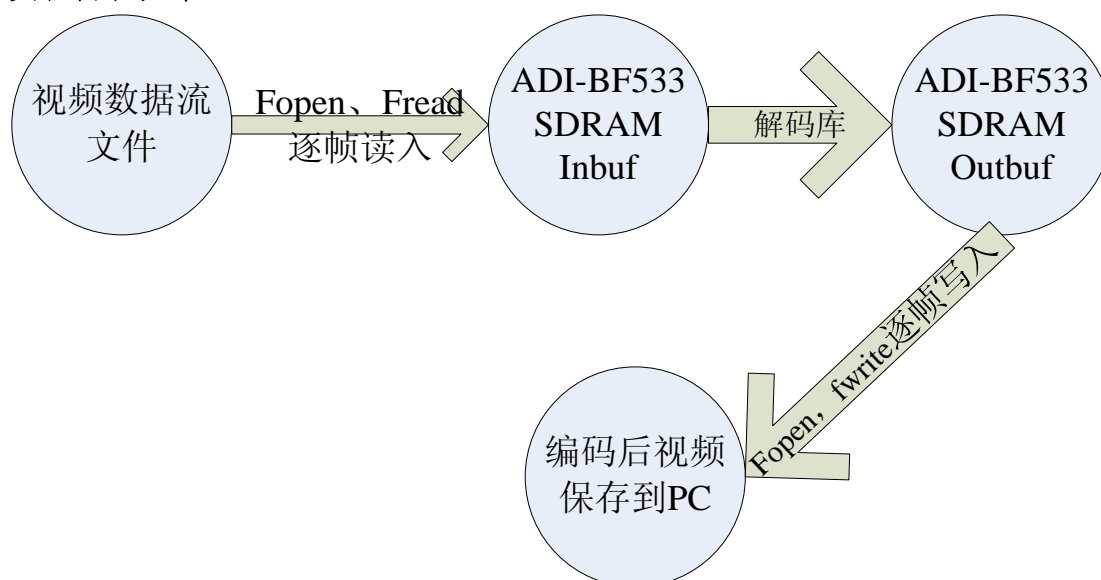 视频数据流
文件
Fopen、Fread
逐帧读入
ADI-BF533
SDRAM
Inbuf
解码库
ADI-BF533
SDRAM
Outbuf
Fopen，fwrite逐帧写入
编码后视频
保存到PC